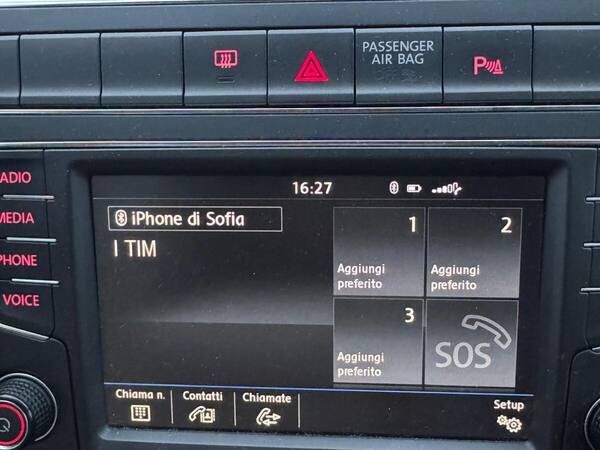 PASSENGER
AIR BAG
P
RADIO
MEDIA
PHONE
VOICE
16:27
iPhone di Sofia
I TIM
1
Aggiungi
preferito
2
Aggiungi
preferito
3
Aggiungi
preferito
SOS
Chiama n.
Contatti
Chiamate
Setup